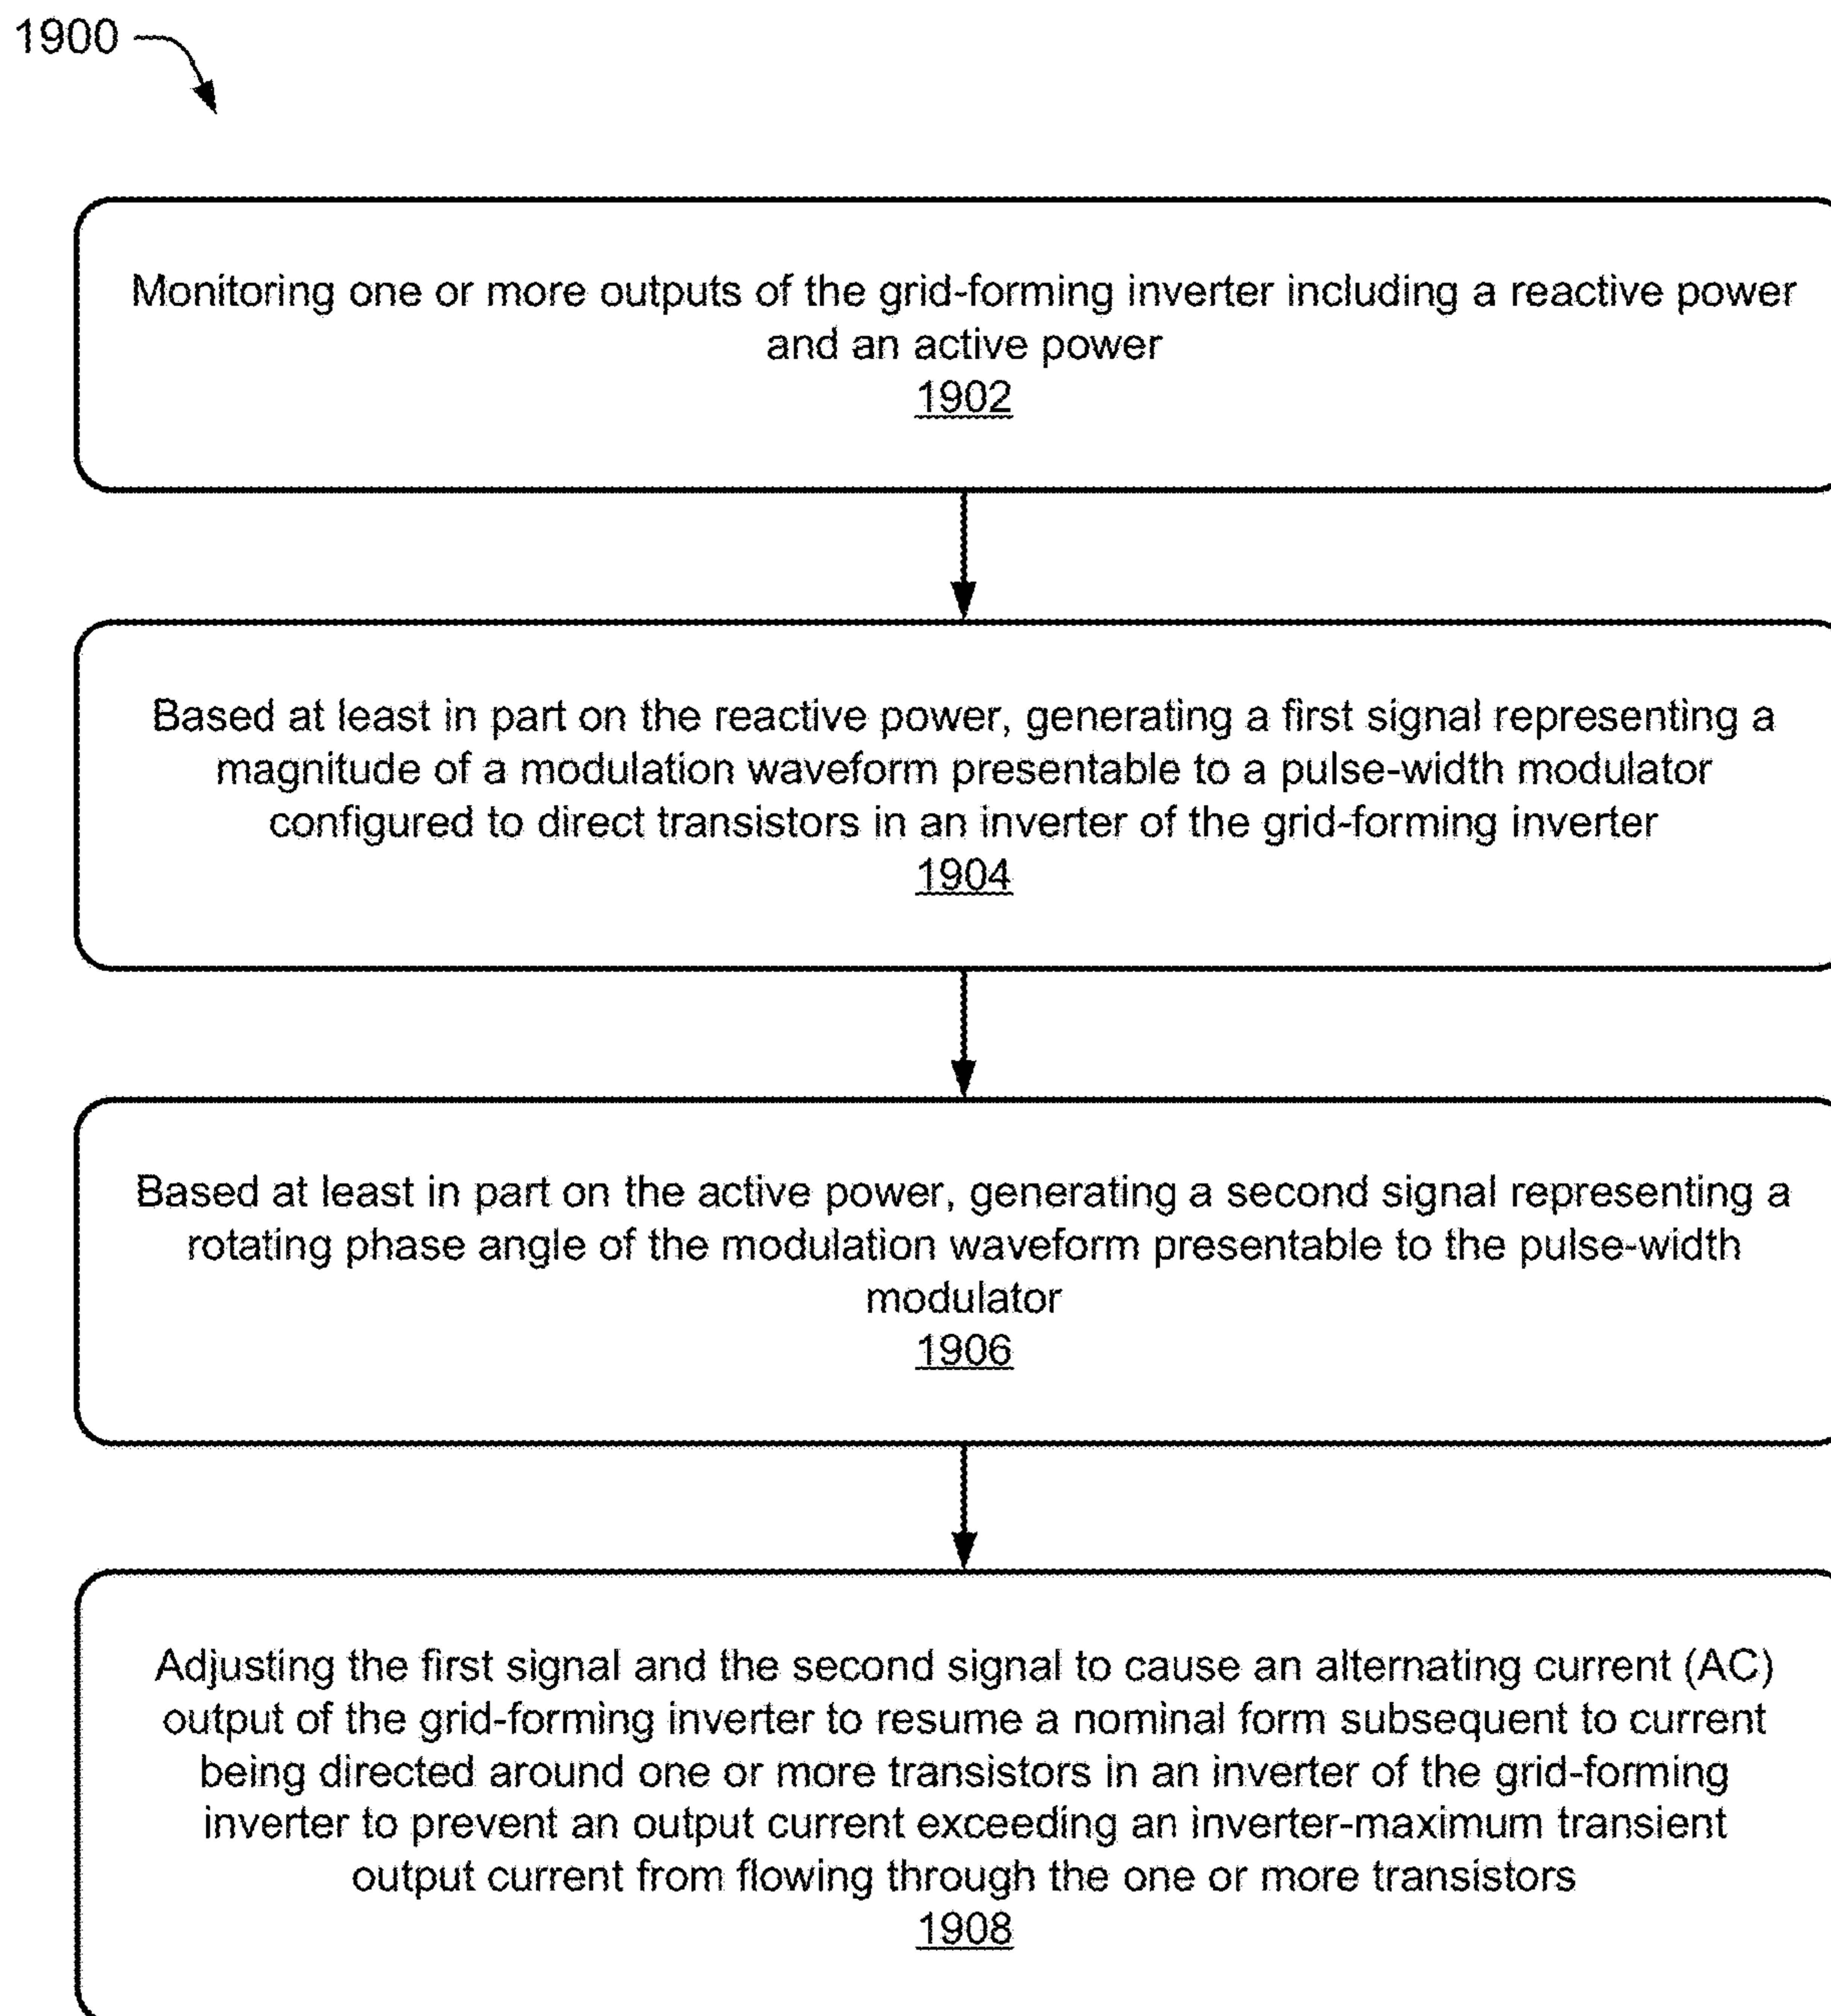 1900
Monitoring one or more outputs of the grid-forming inverter including a reactive power
and an active power
1902
Based at least in part on the reactive power, generating a first signal representing a
magnitude of a modulation waveform presentable to a pulse-width modulator
configured to direct transistors in an inverter of the grid-forming inverter
1904
Based at least in part on the active power, generating a second signal representing a
rotating phase angle of the modulation waveform presentable to the pulse-width
modulator
1906
Adjusting the first signal and the second signal to cause an alternating current (AC)
output of the grid-forming inverter to resume a nominal form subsequent to current
being directed around one or more transistors in an inverter of the grid-forming
inverter to prevent an output current exceeding an inverter-maximum transient
output current from flowing through the one or more transistors
1908